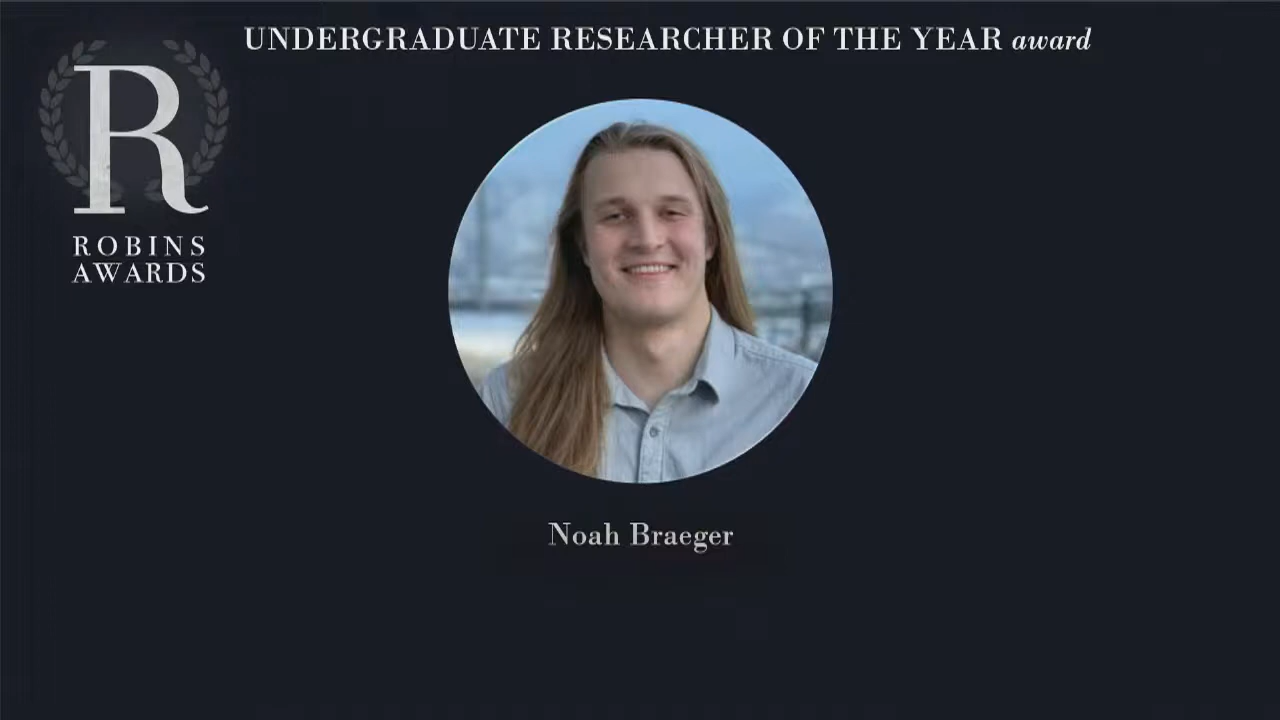 UNDERGRADUATE RESEARCHER OF THE YEAR award
R
ROBINS
AWARDS
Noah Braeger